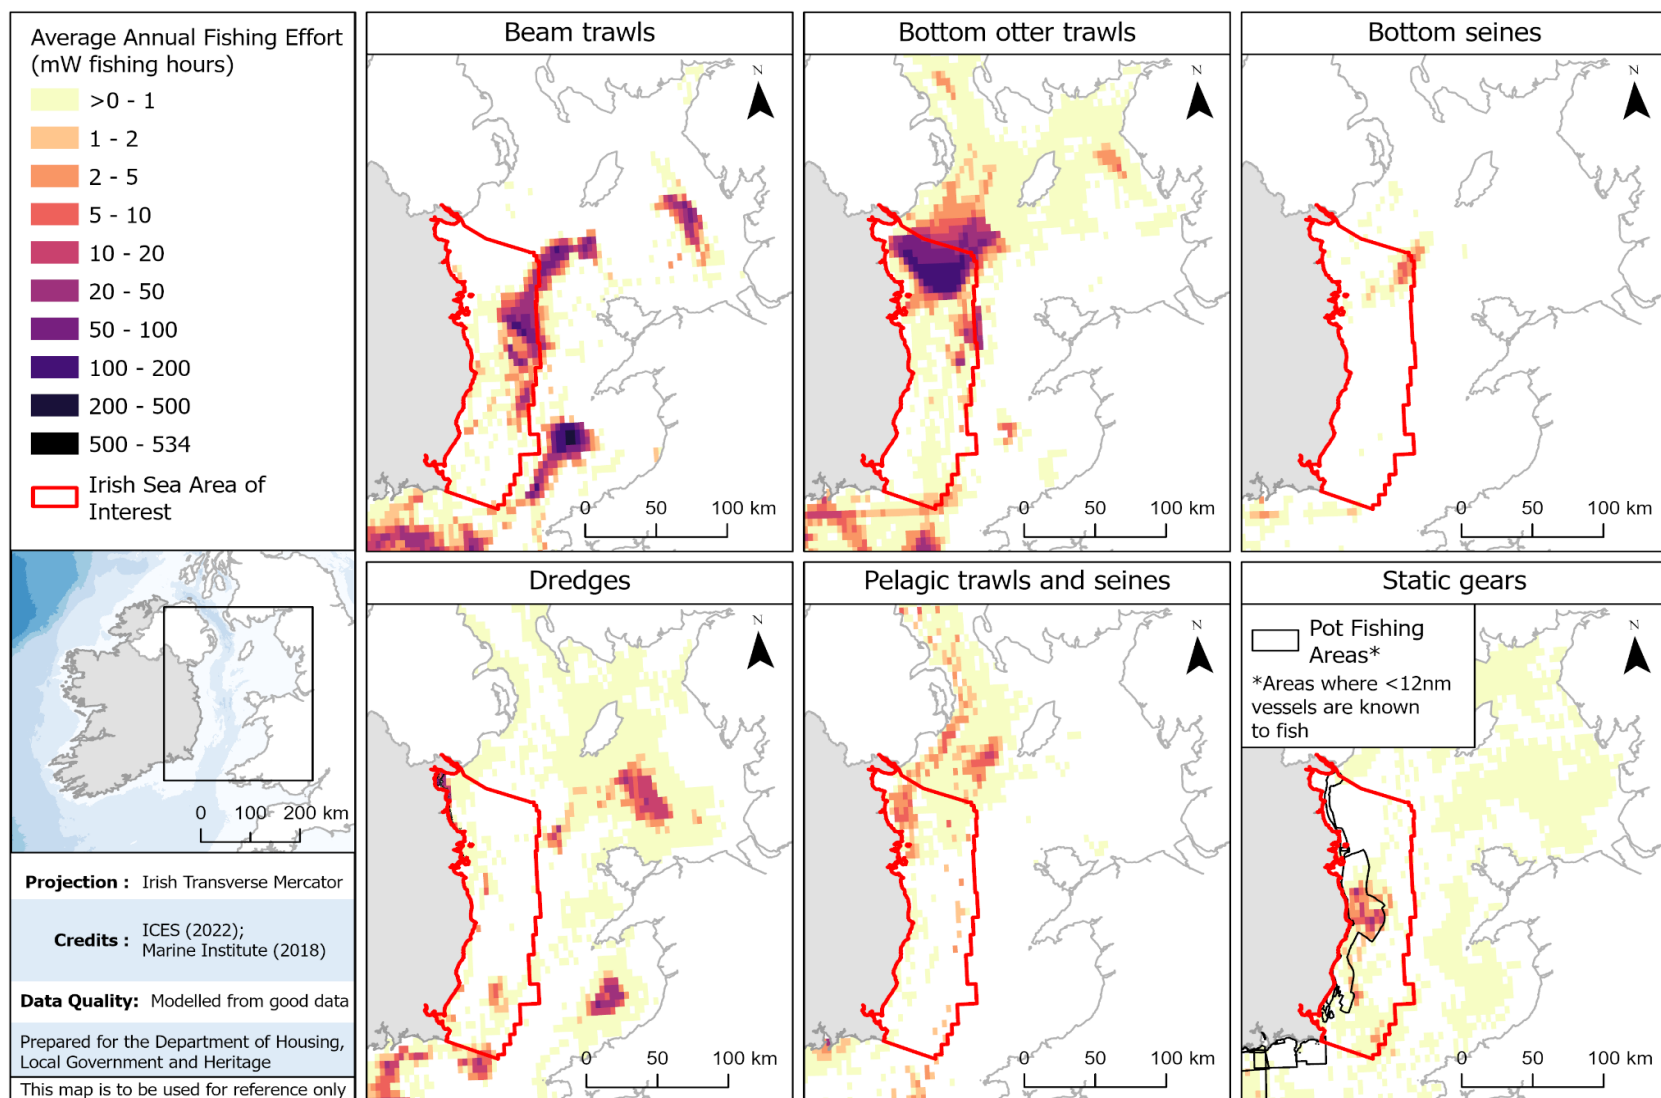 Average Annual Fishing Effort
(mW fishing hours)
>0 - 1
1 - 2
2 - 5
5 - 10
10 - 20
20 - 50
50 - 100
100 - 200
200 - 500
500 - 534
Irish Sea Area of
Interest
0 100 200 km
Projection : Irish Transverse Mercator
Credits : ICES (2022);
Marine Institute (2018)
Data Quality: Modelled from good data
Prepared for the Department of Housing,
Local Government and Heritage
This map is to be used for reference only
Beam trawls
N
0 50 100 km
Bottom otter trawls
N
0 50 100 km
Bottom seines
N
0 50 100 km
Dredges
N
0 50 100 km
Pelagic trawls and seines
N
0 50 100 km
Static gears
Pot Fishing
Areas*
*Areas where <12nm
vessels are known
to fish
N
0 50 100 km